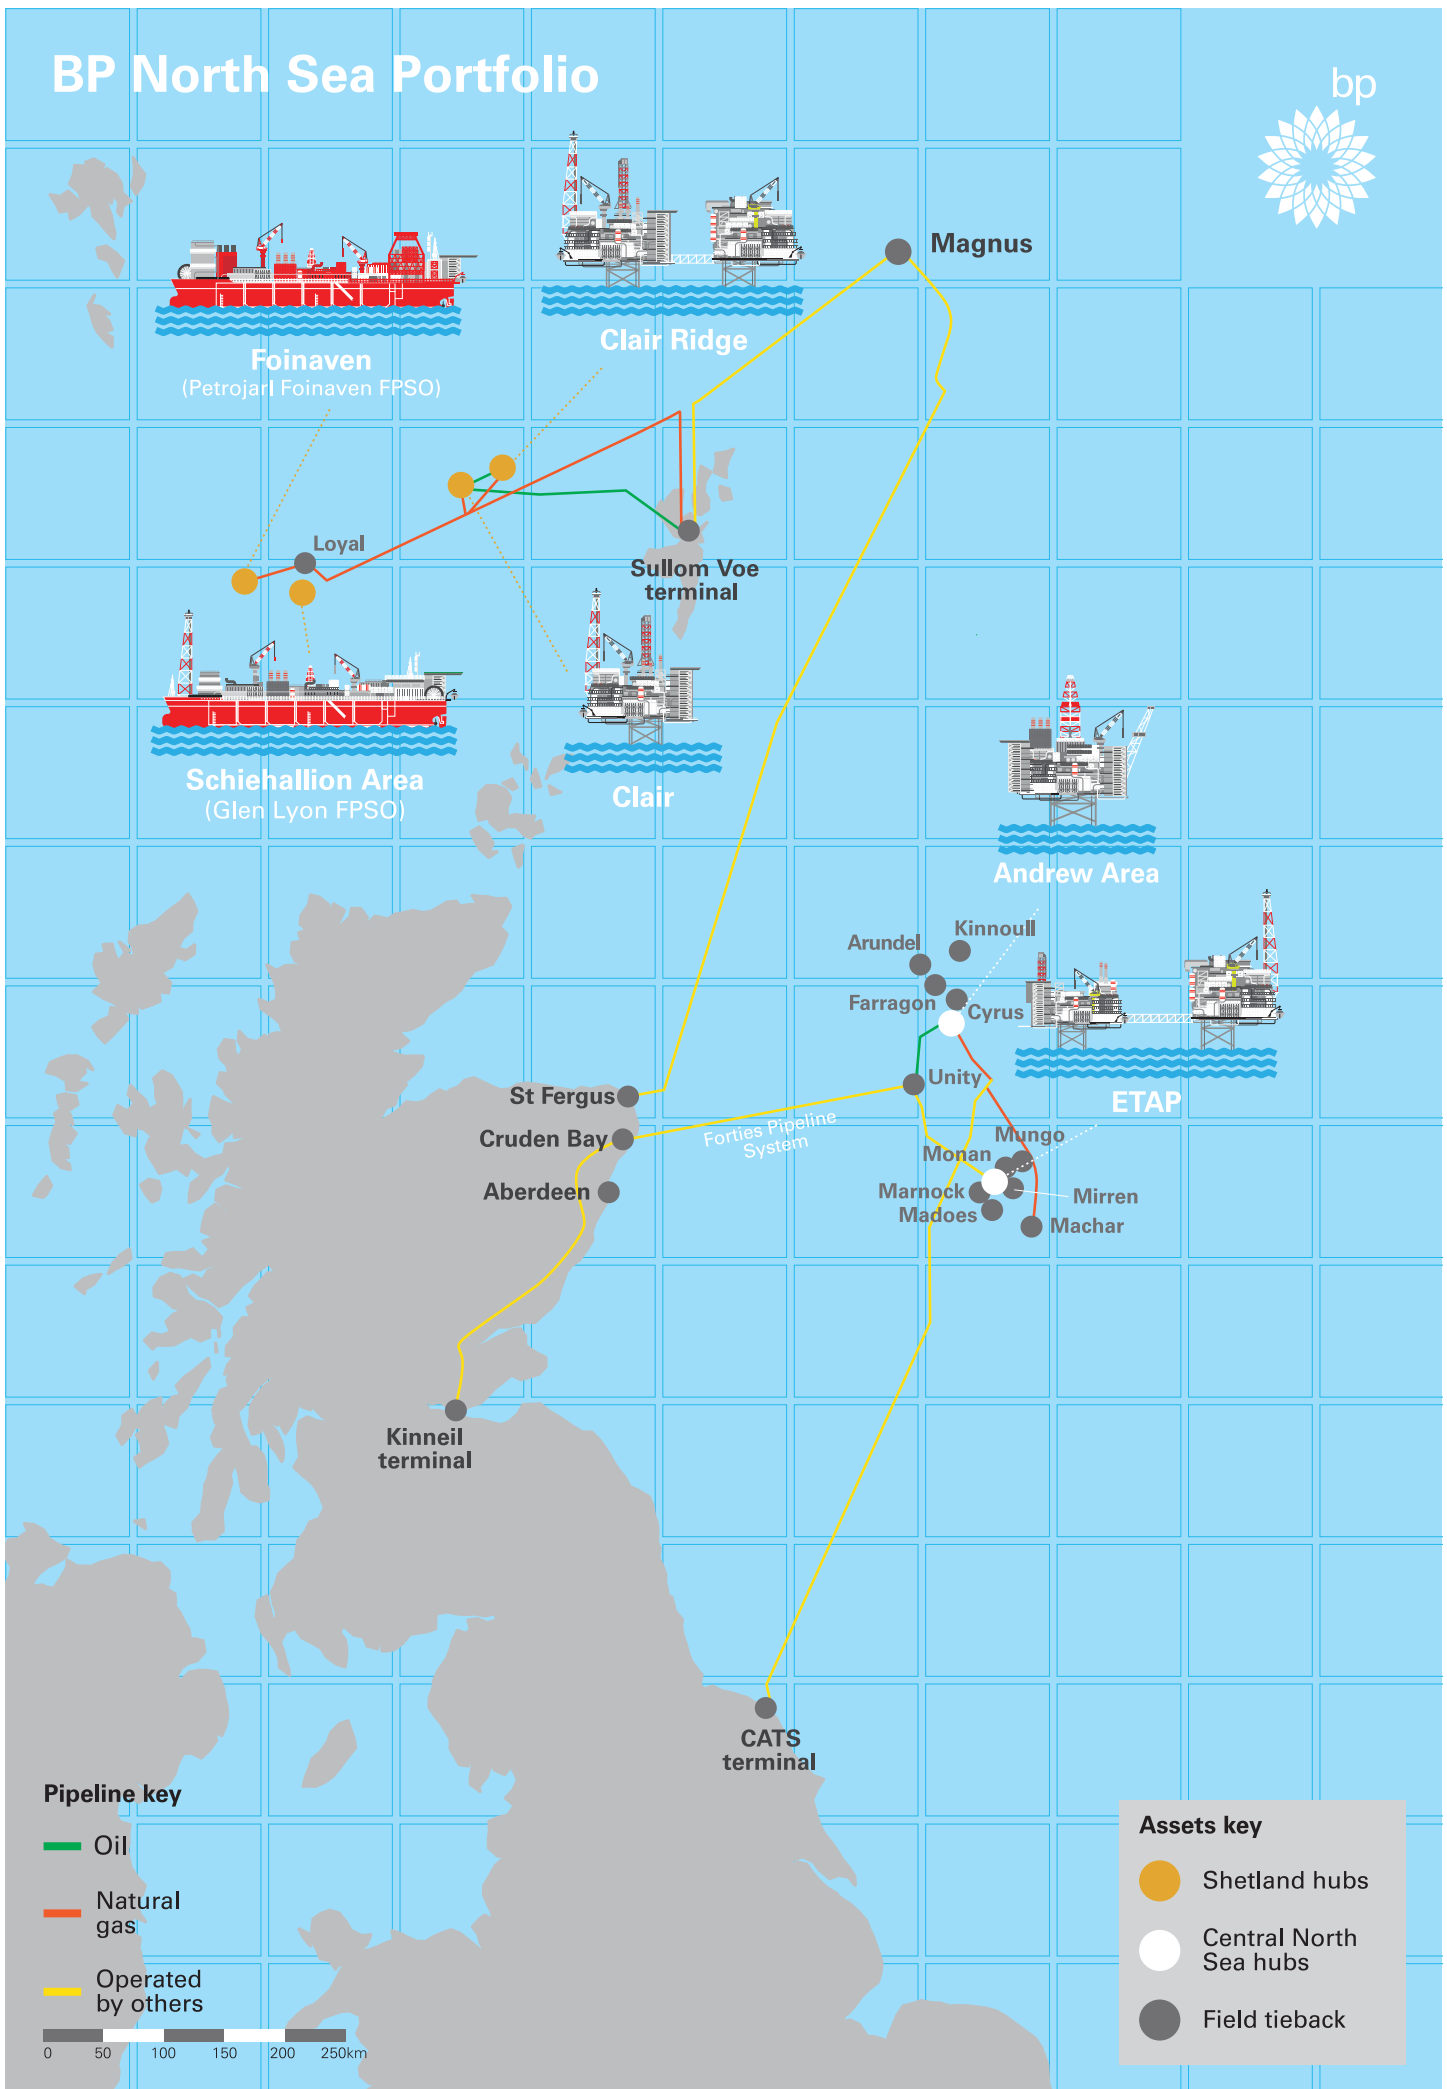 BP North Sea Portfolio
bp
Magnus
Clair Ridge
Foinaven
(Petrojarl Foinaven FPSO)
Loyal
Sullom Voe
terminal
Schiehallion Area
(Glen Lyon FPSO)
Clair
Andrew Area
Kinnoull
Arundel
Farragon
Cyrus
Unity
ETAP
St Fergus
Cruden Bay
Forties Pipeline
System
Aberdeen
Mungo
Monan
Marnock
Mirren
Madoes
Machar
Kinneil
terminal
CATS
terminal
Pipeline key
Oil
Natural
gas
Operated
by others
0 50 100 150 200 250km
Assets key
Shetland hubs
Central North
Sea hubs
Field tieback